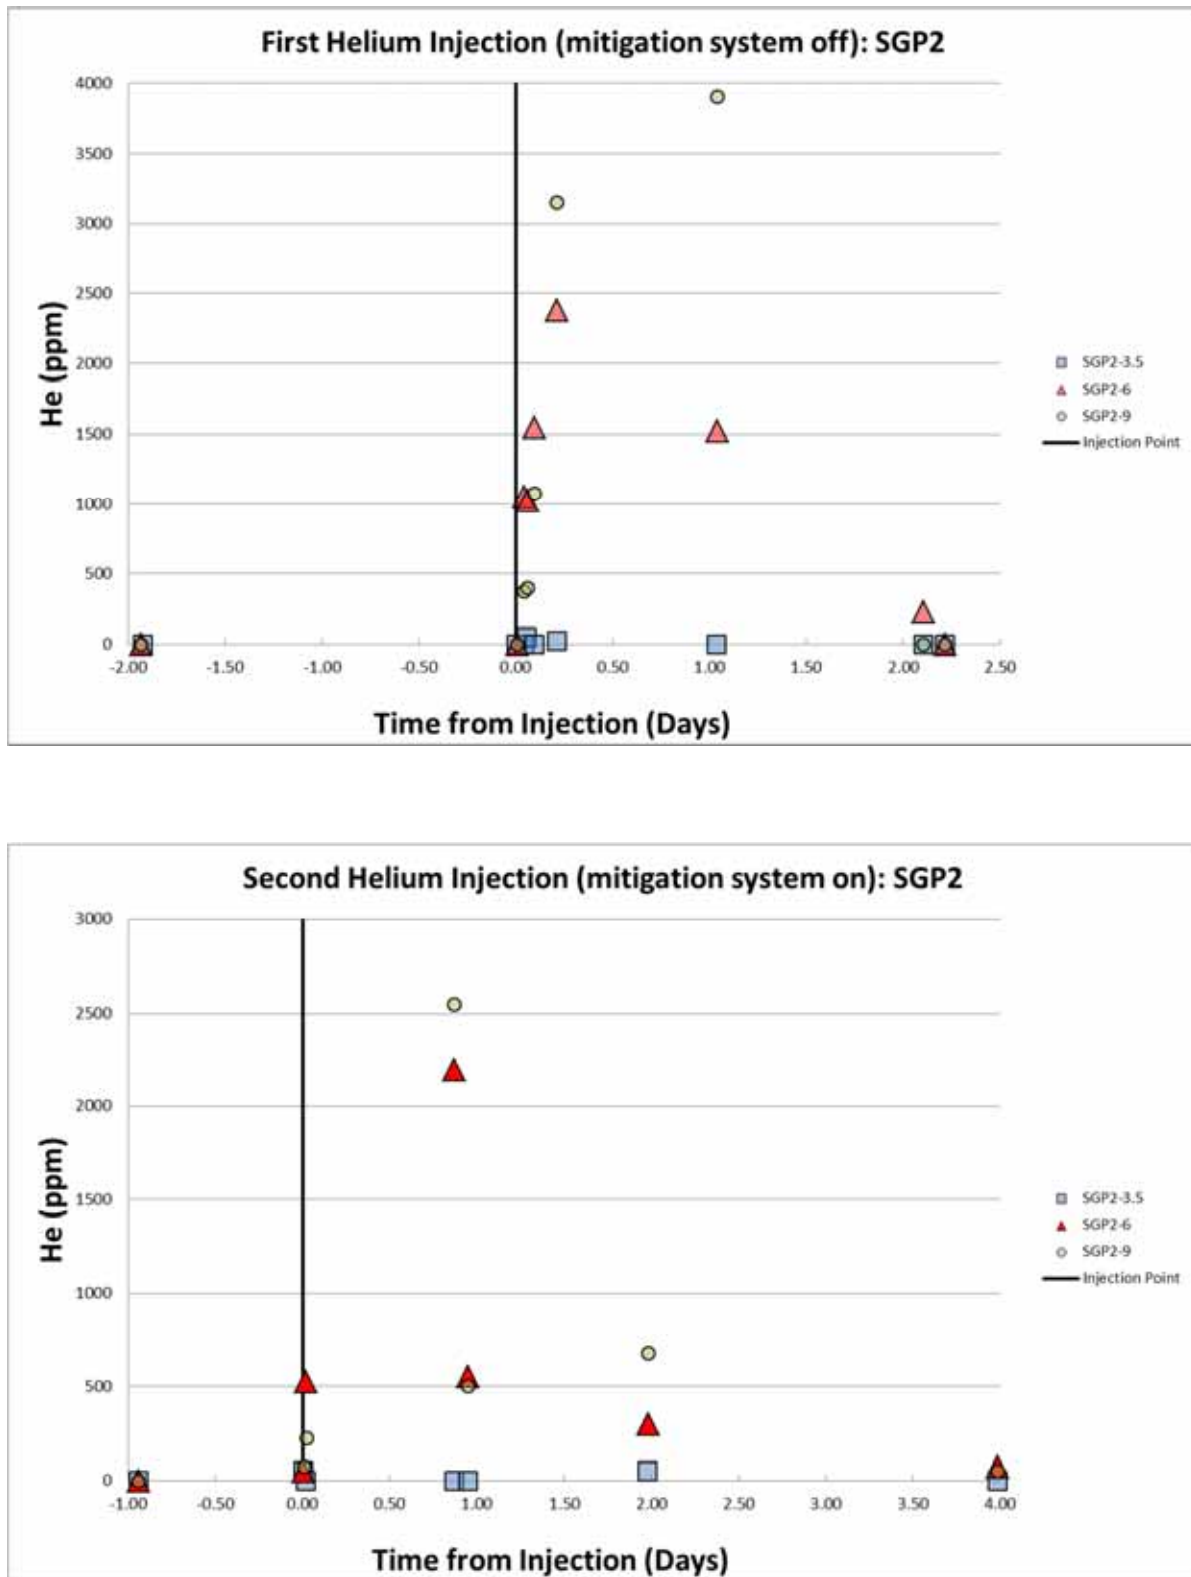 First Helium Injection (mitigation system off): SGP2
4000
3500
3000
2500
2000
1500
1000
500
0
He (ppm)
-2.00 -1.50 -1.00 -0.50 0.00 0.50 1.00 1.50 2.00 2.50
Time from Injection (Days)
SGP2-3.5
SGP2-6
SGP2-9
Injection Point
Second Helium Injection (mitigation system on): SGP2
3000
2500
2000
1500
1000
500
0
He (ppm)
-1.00 -0.50 0.00 0.50 1.00 1.50 2.00 2.50 3.00 3.50 4.00
Time from Injection (Days)
SGP2-3.5
SGP2-6
SGP2-9
Injection Point